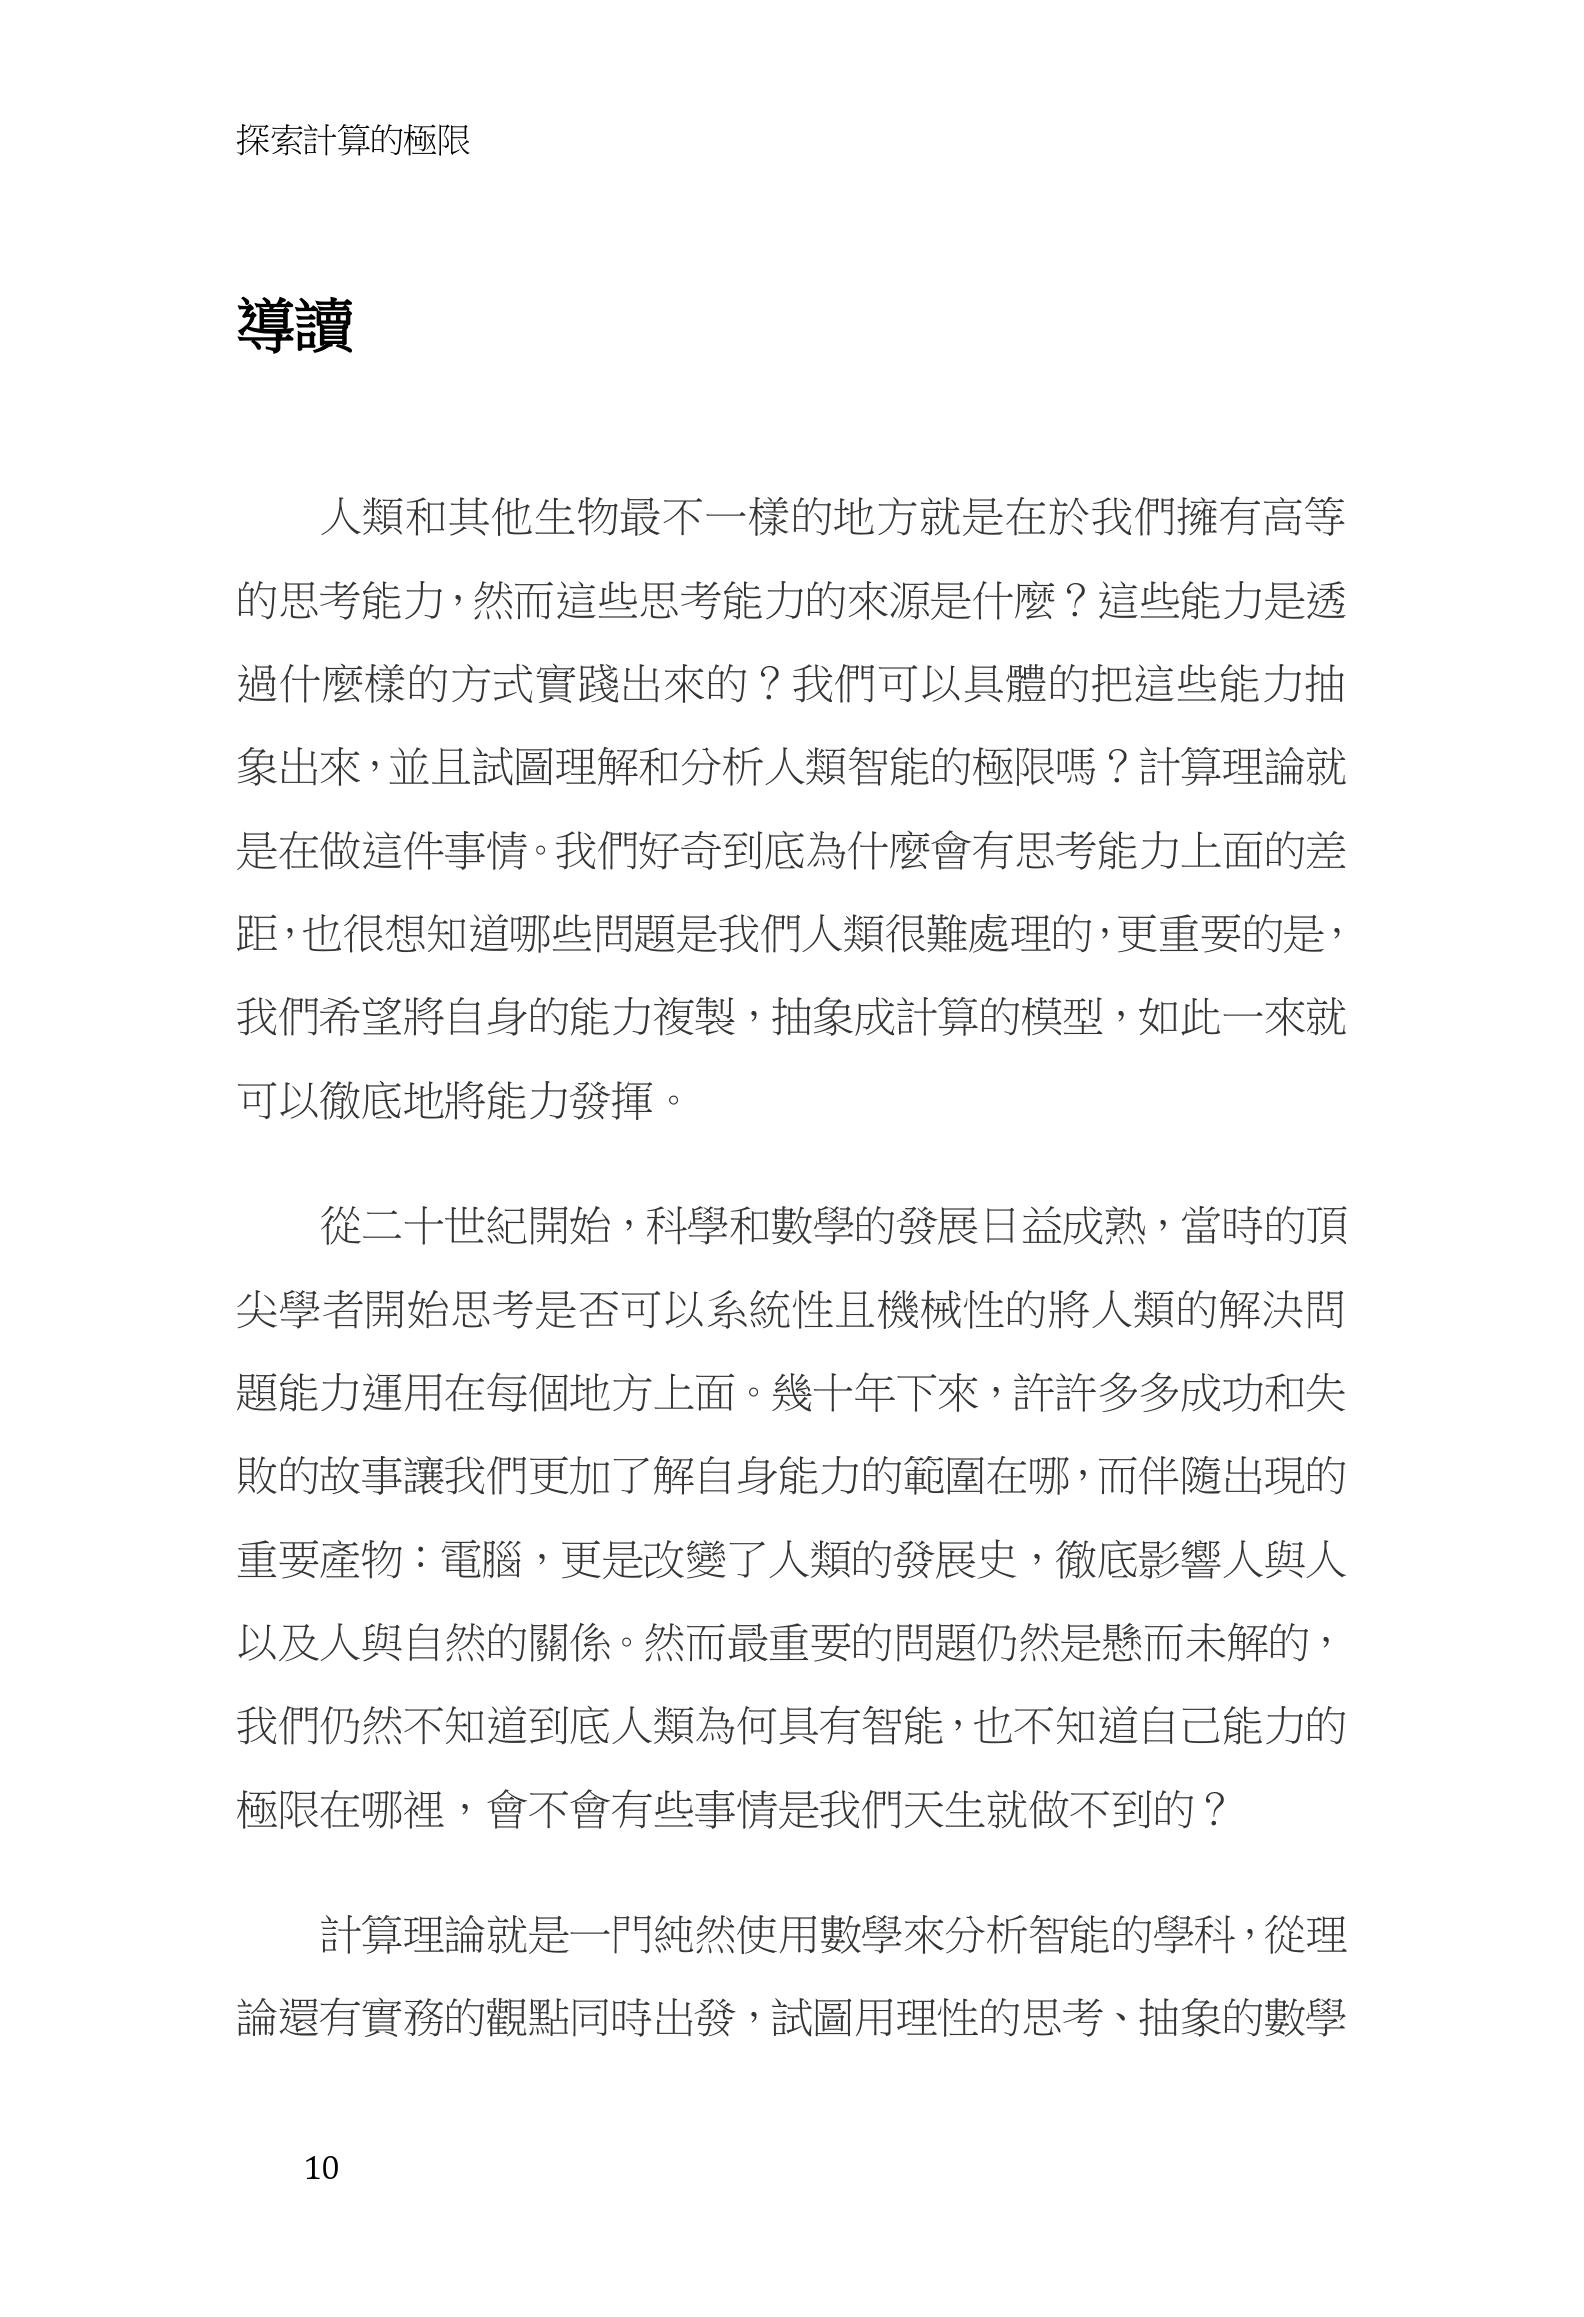 探索計算的極限
導讀
人類和其他生物最不一樣的地方就是在於我們擁有高等
的思考能力，然而這些思考能力的來源是什麼？這些能力是透
過什麼樣的方式實踐出來的？我們可以具體的把這些能力抽
象出來，並且試圖理解和分析人類智能的極限嗎？計算理論就
是在做這件事情。我們好奇到底為什麼會有思考能力上面的差
距，也很想知道哪些問題是我們人類很難處理的，更重要的是，
我們希望將自身的能力複製，抽象成計算的模型，如此一來就
可以徹底地將能力發揮。
從二十世紀開始，科學和數學的發展日益成熟，當時的頂
尖學者開始思考是否可以系統性且機械性的將人類的解決問
題能力運用在每個地方上面。幾十年下來，許許多多成功和失
敗的故事讓我們更加了解自身能力的範圍在哪，而伴隨出現的
重要產物：電腦，更是改變了人類的發展史，徹底影響人與人
以及人與自然的關係。然而最重要的問題仍然是懸而未解的，
我們仍然不知道到底人類為何具有智能，也不知道自己能力的
極限在哪裡，會不會有些事情是我們天生就做不到的？
計算理論就是一門純然使用數學來分析智能的學科，從理
論還有實務的觀點同時出發，試圖用理性的思考、抽象的數學
10